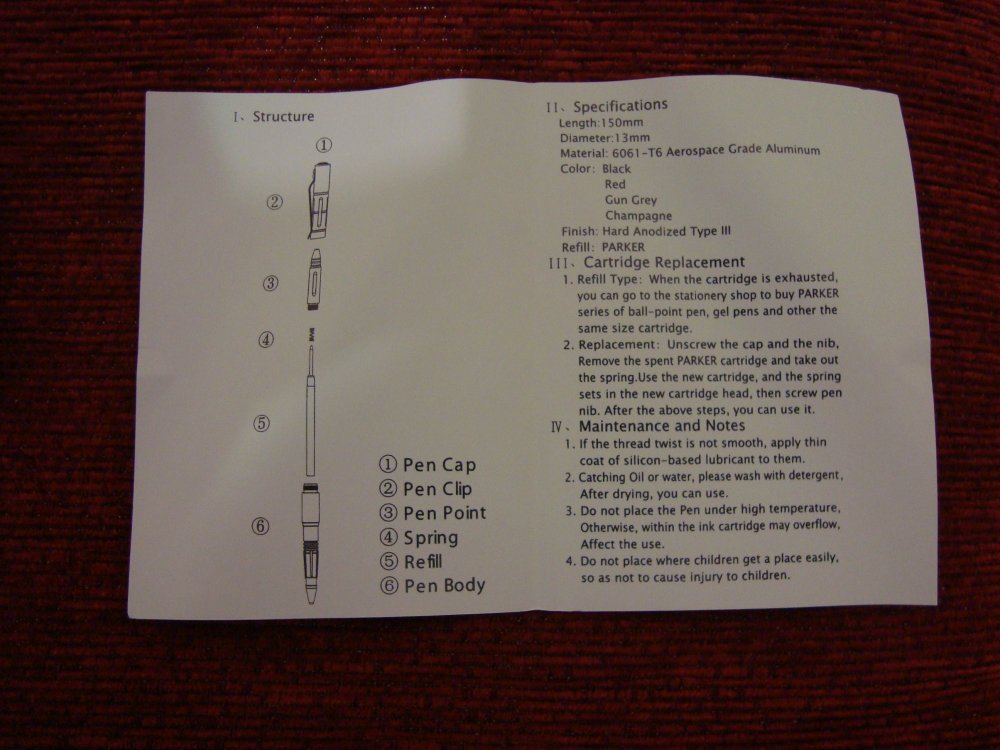 I、Structure
①
②
③
④
⑤
⑥
① Pen Cap
② Pen Clip
③ Pen Point
④ Spring
⑤ Refill
⑥ Pen Body
II、Specifications
Length:150mm
Diameter:13mm
Material: 6061-T6 Aerospace Grade Aluminum
Color: Black
Red
Gun Grey
Champagne
Finish: Hard Anodized Type III
Refill: PARKER
III、Cartridge Replacement
1. Refill Type: When the cartridge is exhausted,
you can go to the stationery shop to buy PARKER
series of ball-point pen, gel pens and other the
same size cartridge.
2. Replacement: Unscrew the cap and the nib,
Remove the spent PARKER cartridge and take out
the spring.Use the new cartridge, and the spring
sets in the new cartridge head, then screw pen
nib. After the above steps, you can use it.
IV、Maintenance and Notes
1. If the thread twist is not smooth, apply thin
coat of silicon-based lubricant to them.
2. Catching Oil or water, please wash with detergent,
After drying, you can use.
3. Do not place the Pen under high temperature,
Otherwise, within the ink cartridge may overflow,
Affect the use.
4. Do not place where children get a place easily,
so as not to cause injury to children.